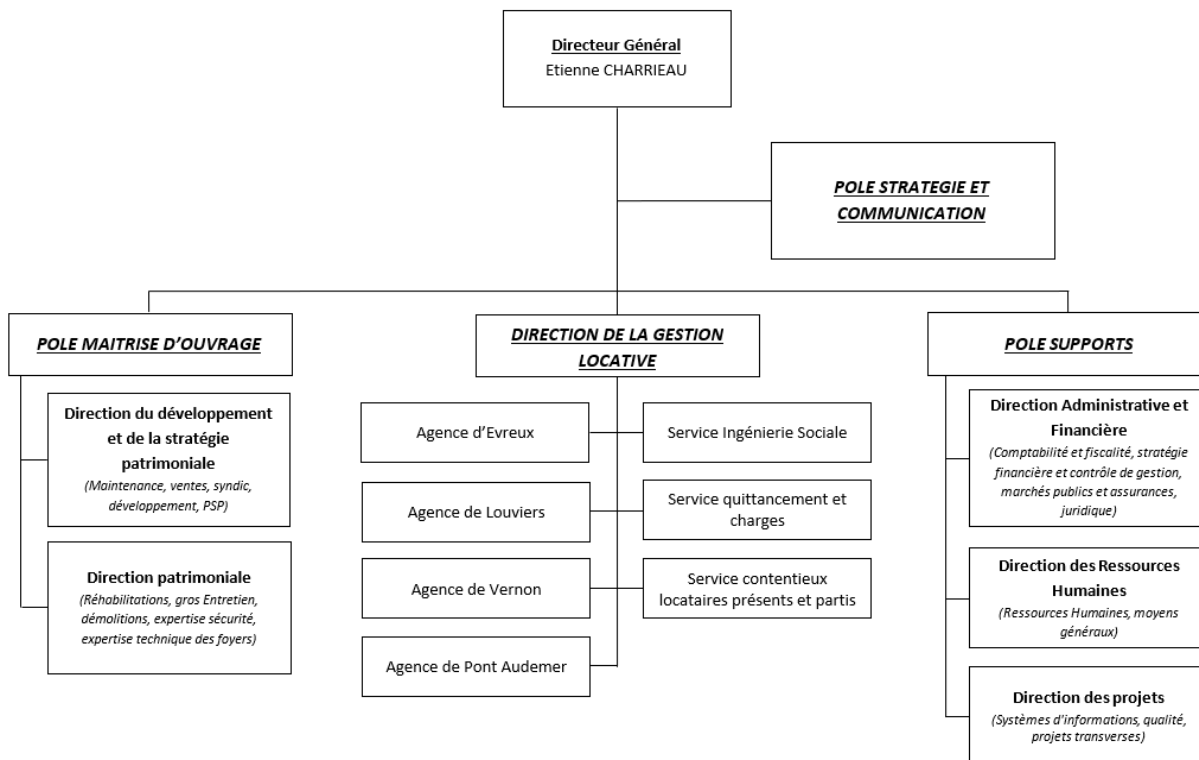 Directeur Général
Etienne CHARRIEAU
POLE STRATEGIE ET
COMMUNICATION
POLE MAITRISE D’OUVRAGE
Direction du développement
et de la stratégie
patrimoniale
(Maintenance, ventes, syndic,
développement, PSP)
Direction patrimoniale
(Réhabilitations, gros Entretien,
démolitions, expertise sécurité,
expertise technique des foyers)
DIRECTION DE LA GESTION
LOCATIVE
Agence d’Evreux
Agence de Louviers
Agence de Vernon
Agence de Pont Audemer
Service Ingénierie Sociale
Service quittancement et
charges
Service contentieux
locataires présents et partis
POLE SUPPORTS
Direction Administrative et
Financière
(Comptabilité et fiscalité, stratégie
financière et contrôle de gestion,
marchés publics et assurances,
juridique)
Direction des Ressources
Humaines
(Ressources Humaines, moyens
généraux)
Direction des projets
(Systèmes d'informations, qualité,
projets transverses)